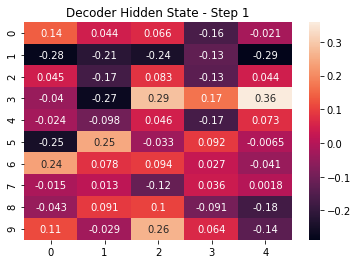 Decoder Hidden State - Step 1
0 0.14 0.044 0.066 -0.16 -0.021
1 -0.28 -0.21 -0.24 -0.13 -0.29
2 0.045 -0.17 0.083 -0.13 0.044
3 -0.04 -0.27 0.29 0.17 0.36
4 -0.024 -0.098 0.046 -0.17 0.073
5 -0.25 0.25 -0.033 0.092 -0.0065
6 0.24 0.078 0.094 0.027 -0.041
7 -0.015 0.013 -0.12 0.036 0.0018
8 -0.043 0.091 0.1 -0.091 -0.18
9 0.11 -0.029 0.26 0.064 -0.14
0 1 2 3 4
0.3
0.2
0.1
0.0
-0.1
-0.2